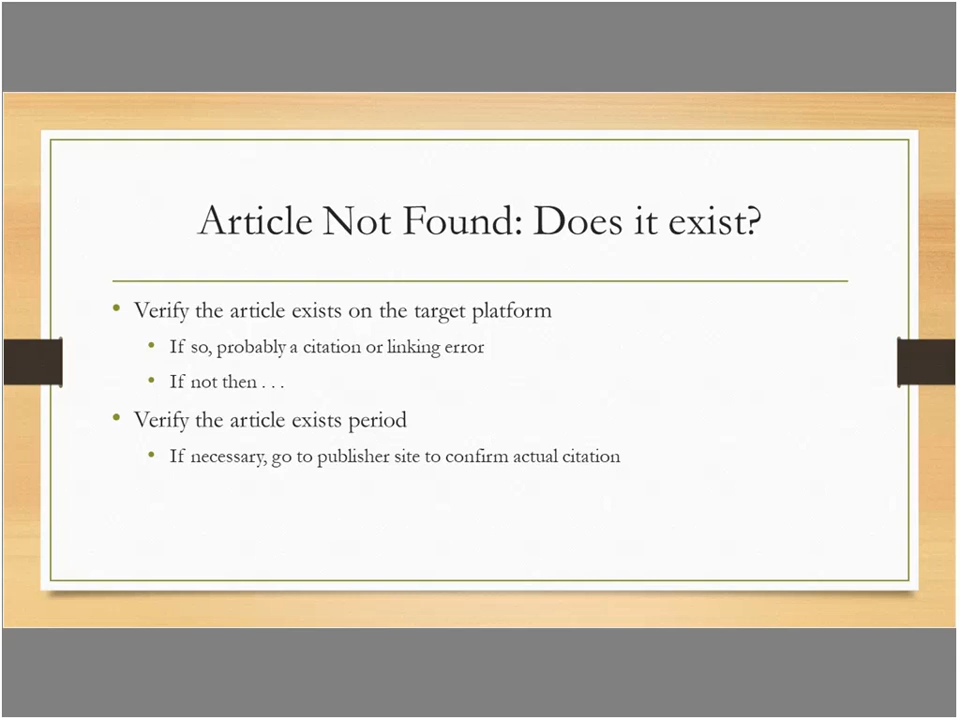 Article Not Found: Does it exist?
• Verify the article exists on the target platform
• If so, probably a citation or linking error
• If not then . . .
• Verify the article exists period
• If necessary, go to publisher site to confirm actual citation